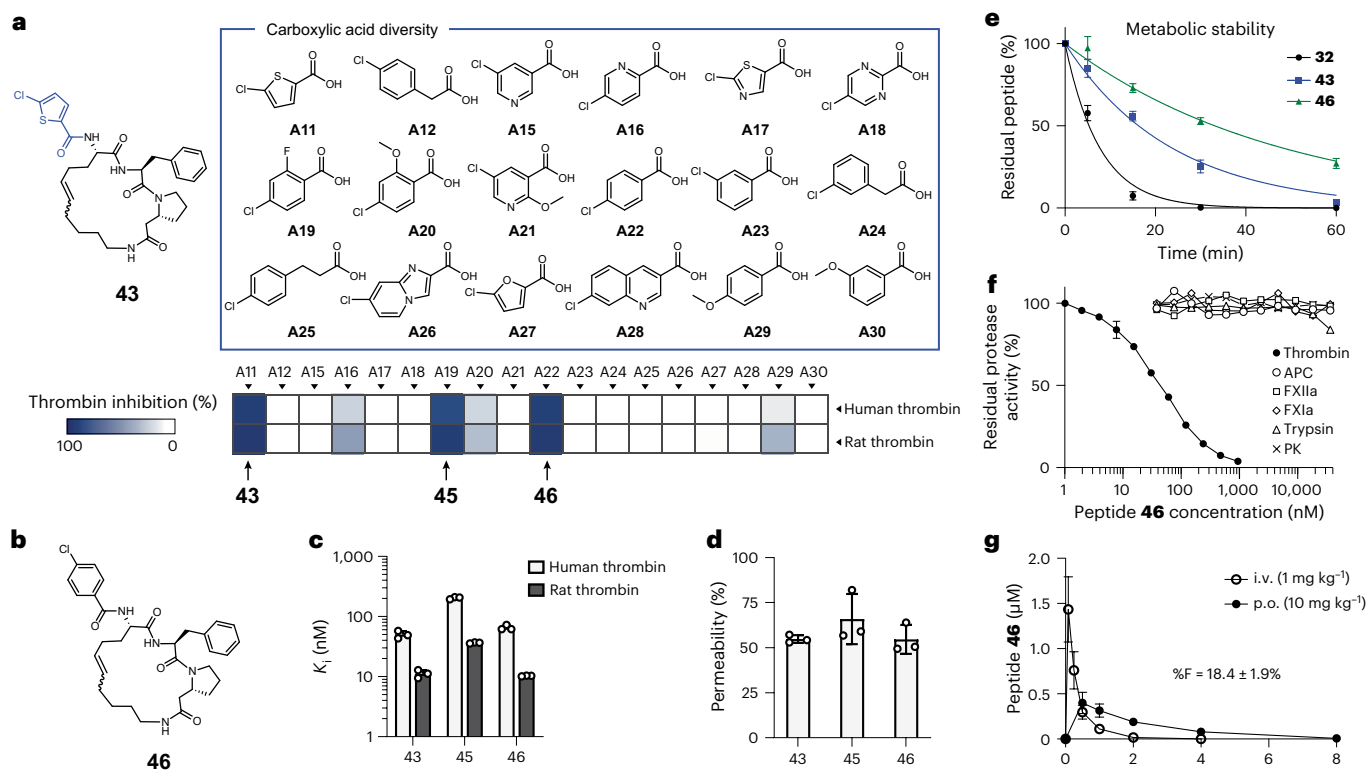 a
Carboxylic acid diversity
Cl
S
O
N
H
O
O
HN
O
N
N
H
O
43
Cl
S
O
OH
Cl
O
OH
Cl
N
O
OH
N
Cl
O
OH
Cl
S
N
O
OH
N
N
Cl
O
OH
A11
A12
A15
A16
A17
A18
F
O
OH
Cl
O
O
OH
Cl
Cl
N
O
OH
O
O
OH
Cl
O
OH
Cl
O
OH
Cl
A19
A20
A21
A22
A23
A24
O
OH
Cl
N
N
O
OH
Cl
O
O
OH
Cl
O
OH
N
Cl
O
OH
O
O
OH
O
A25
A26
A27
A28
A29
A30
A11 A12 A15 A16 A17 A18 A19 A20 A21 A22 A23 A24 A25 A26 A27 A28 A29 A30
Thrombin inhibition (%)
100
0
Human thrombin
Rat thrombin
43
45
46
b
Cl
O
NH
O
HN
O
N
N
H
O
46
c
Ki (nM)
1,000
100
10
1
Human thrombin
Rat thrombin
43 45 46
d
Permeability (%)
100
75
50
25
0
43 45 46
e
Metabolic stability
Residual peptide (%)
100
50
0
32
43
46
0 20 40 60
Time (min)
f
Residual protease
activity (%)
100
50
0
Thrombin
APC
FXIIa
FXIa
Trypsin
PK
1 10 100 1,000 10,000
Peptide 46 concentration (nM)
g
Peptide 46 (µM)
2.0
1.5
1.0
0.5
0
i.v. (1 mg kg⁻¹)
p.o. (10 mg kg⁻¹)
%F = 18.4 ± 1.9%
0 2 4 6 8